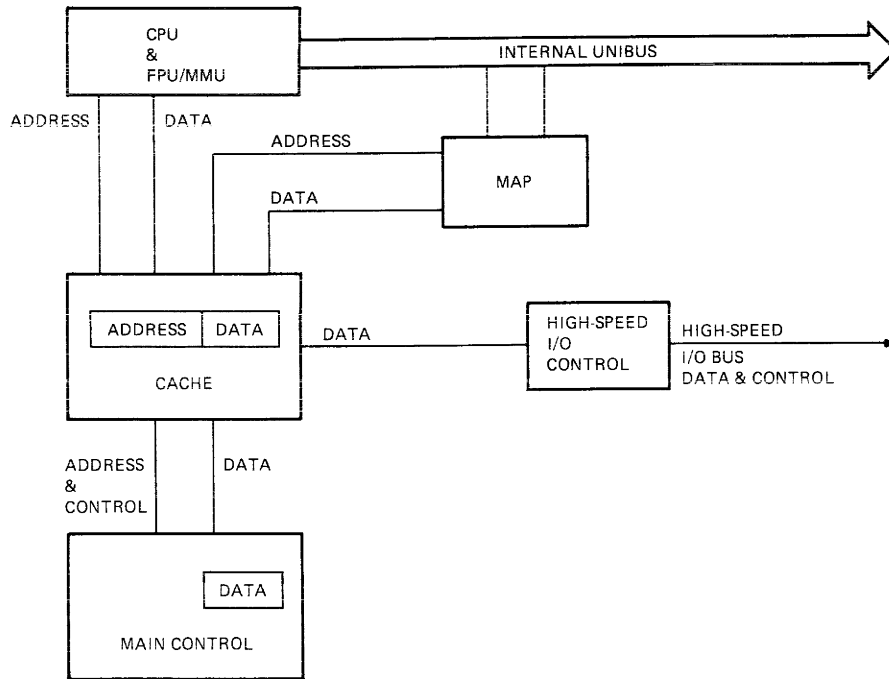 CPU
&
FPU/MMU
INTERNAL UNIBUS
ADDRESS
DATA
ADDRESS
MAP
DATA
ADDRESS
DATA
CACHE
DATA
HIGH-SPEED
I/O
CONTROL
HIGH-SPEED
I/O BUS
DATA & CONTROL
ADDRESS
&
CONTROL
DATA
DATA
MAIN CONTROL